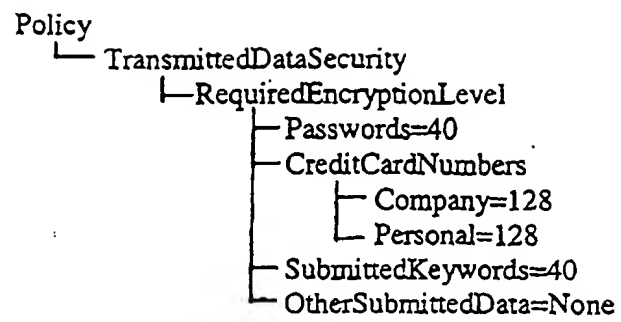 Policy
TransmittedDataSecurity
RequiredEncryptionLevel
Passwords=40
CreditCardNumbers
Company=128
Personal=128
SubmittedKeywords=40
OtherSubmittedData=None